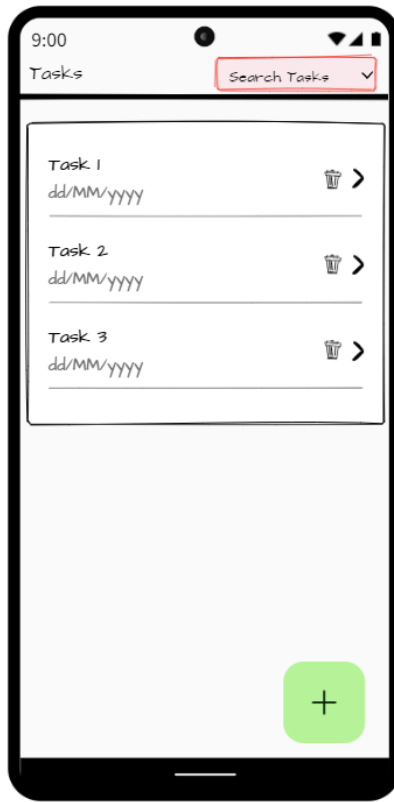 9:00
Tasks
Search Tasks
Task 1
dd/MM/yyyy
Task 2
dd/MM/yyyy
Task 3
dd/MM/yyyy
+